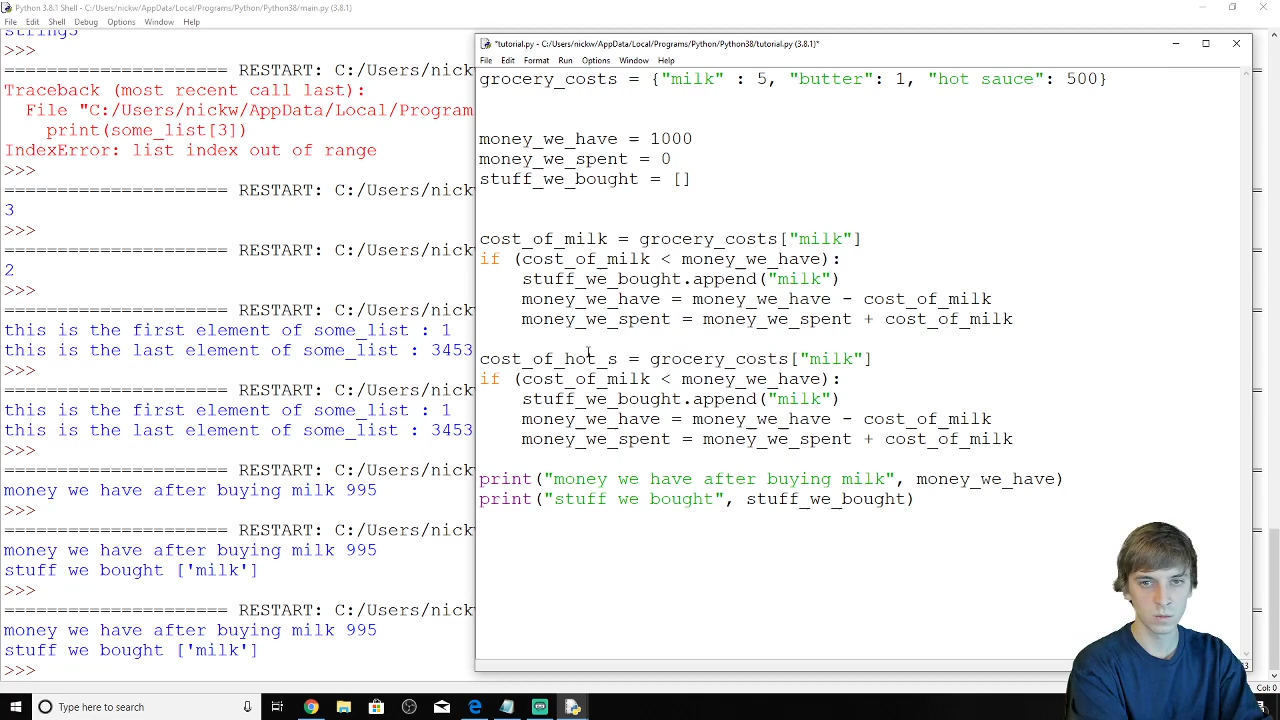 Python 3.8.1 Shell - C:/Users/nickw/AppData/Local/Programs/Python/Python38/main.py (3.8.1)
File Edit Shell Debug Options Window Help
string3
>>>
===================== RESTART: C:/Users/nickw
Traceback (most recent call last):
File "C:/Users/nickw/AppData/Local/Program
print(some_list[3])
IndexError: list index out of range
>>>
===================== RESTART: C:/Users/nick
3
>>>
===================== RESTART: C:/Users/nick
2
>>>
===================== RESTART: C:/Users/nick
this is the first element of some_list : 1
this is the last element of some_list : 3453
>>>
===================== RESTART: C:/Users/nick
this is the first element of some_list : 1
this is the last element of some_list : 3453
>>>
===================== RESTART: C:/Users/nick
money we have after buying milk 995
>>>
===================== RESTART: C:/Users/nick
money we have after buying milk 995
stuff we bought ['milk']
>>>
===================== RESTART: C:/Users/nick
money we have after buying milk 995
stuff we bought ['milk']
>>>
*tutorial.py - C:/Users/nickw/AppData/Local/Programs/Python/Python38/tutorial.py (3.8.1)*
File Edit Format Run Options Window Help
grocery_costs = {"milk" : 5, "butter": 1, "hot sauce": 500}
money_we_have = 1000
money_we_spent = 0
stuff_we_bought = []
cost_of_milk = grocery_costs["milk"]
if (cost_of_milk < money_we_have):
stuff_we_bought.append("milk")
money_we_have = money_we_have - cost_of_milk
money_we_spent = money_we_spent + cost_of_milk
cost_of_hot_s = grocery_costs["milk"]
if (cost_of_milk < money_we_have):
stuff_we_bought.append("milk")
money_we_have = money_we_have - cost_of_milk
money_we_spent = money_we_spent + cost_of_milk
print("money we have after buying milk", money_we_have)
print("stuff we bought", stuff_we_bought)
Col: 0
Type here to search